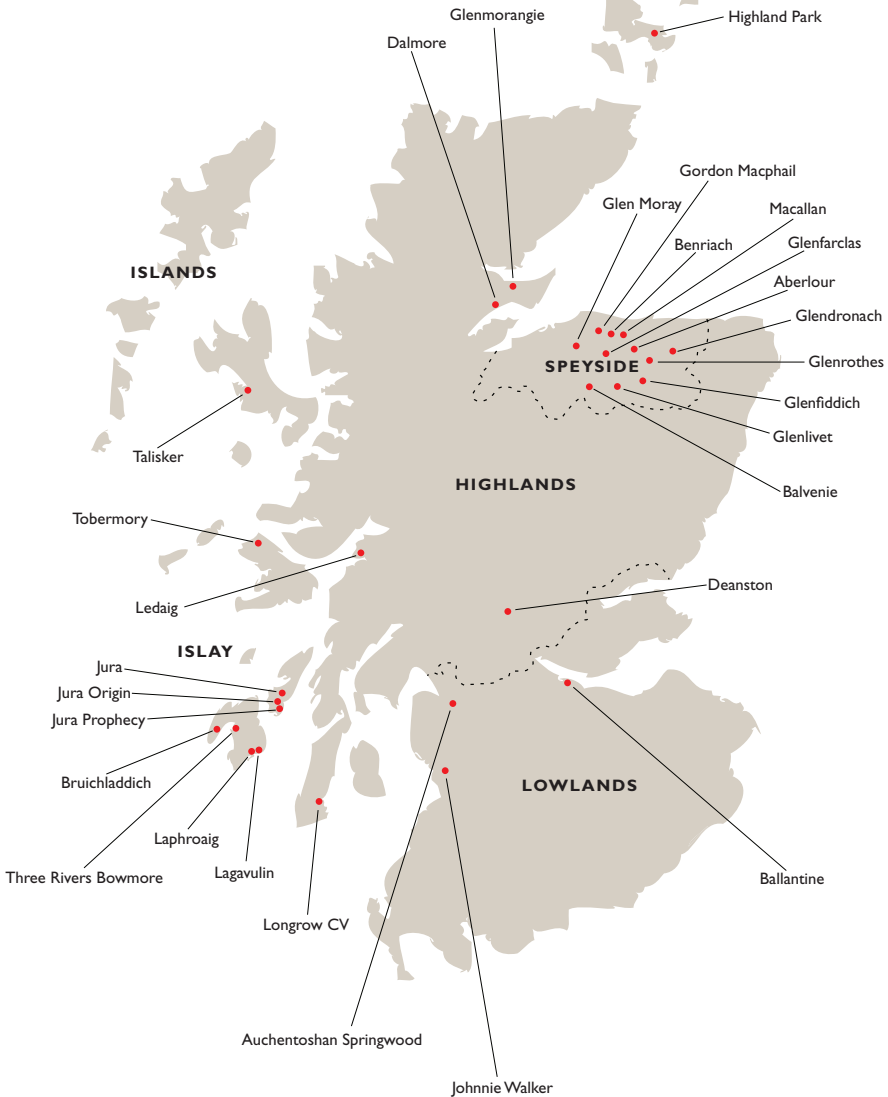 Glenmorangie
Highland Park
Dalmore
Gordon Macphail
Glen Moray
Macallan
Benriach
Glenfarclas
ISLANDS
Aberlour
Glendronach
SPEYSIDE
Glenrothes
Glenfiddich
Glenlivet
Talisker
HIGHLANDS
Balvenie
Tobermory
Deanston
Ledaig
ISLAY
Jura
Jura Origin
Jura Prophecy
Bruichladdich
LOWLANDS
Laphroaig
Lagavulin
Three Rivers Bowmore
Ballantine
Longrow CV
Auchentoshan Springwood
Johnnie Walker